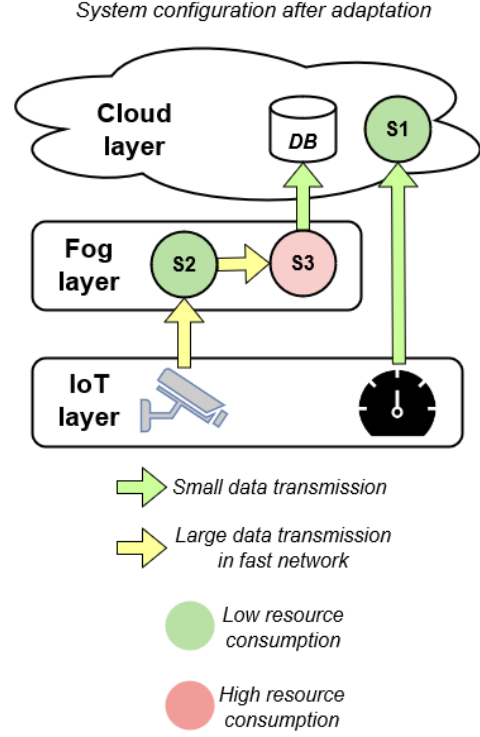 System configuration after adaptation
Cloud
layer
DB
S1
Fog
layer
S2
S3
IoT
layer
Small data transmission
Large data transmission
in fast network
Low resource
consumption
High resource
consumption